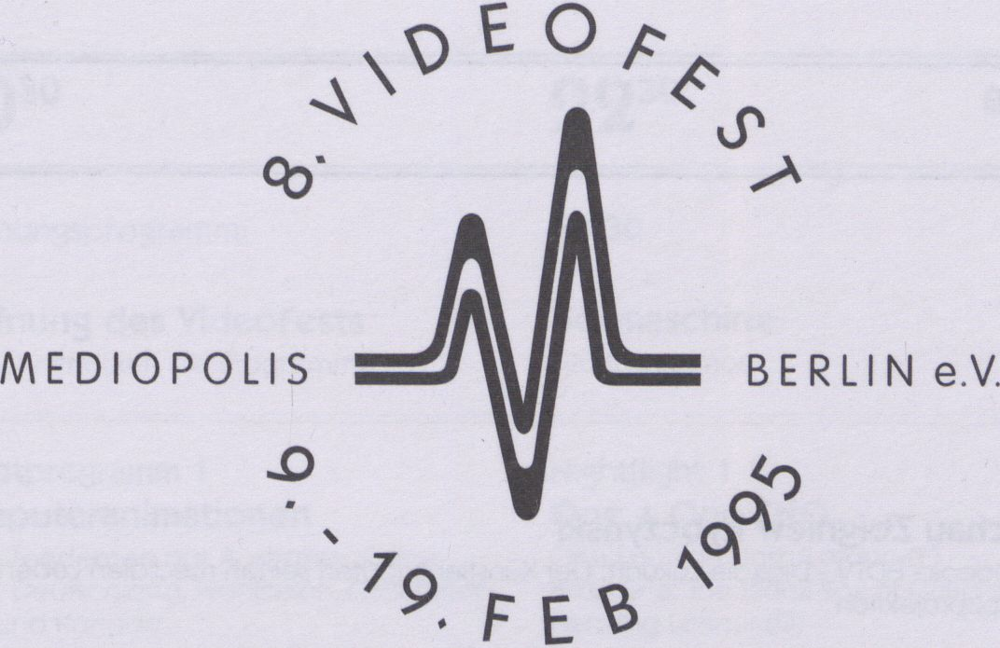 8. VIDEOFEST
MEDIOPOLIS BERLIN e.V.
9. - 19. FEB 1995